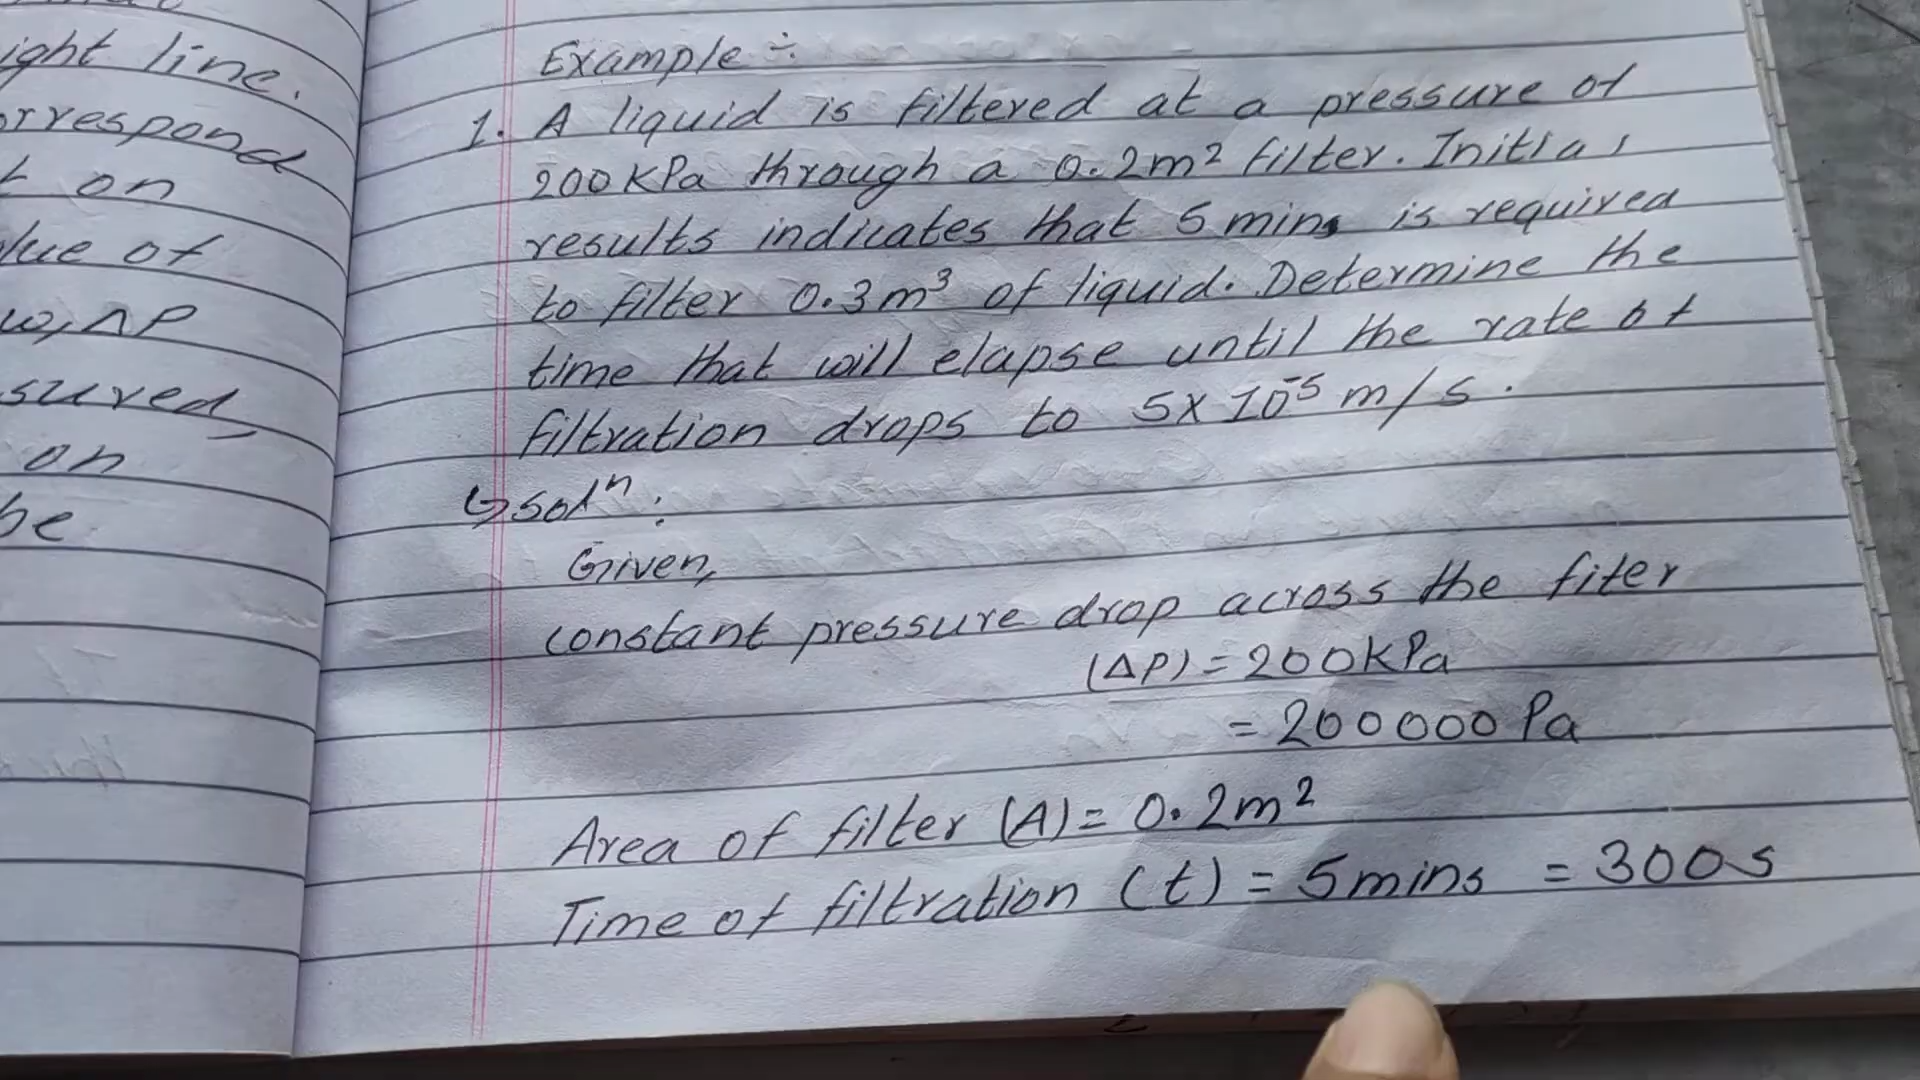 ight line.
orrespond
t on
lue of
w, ΔP
sured,
on
be
Example ÷
1. A liquid is filtered at a pressure of
200 KPa through a 0.2m² filter. Initial
results indicates that 5 mins is required
to filter 0.3m³ of liquid. Determine the
time that will elapse until the rate of
filtration drops to 5X 10⁻⁵ m/s.
↳ solⁿ:
Given,
constant pressure drop across the fiter
(ΔP) = 200KPa
= 200000 Pa
Area of filter (A) = 0.2m²
Time of filtration (t) = 5mins = 300s